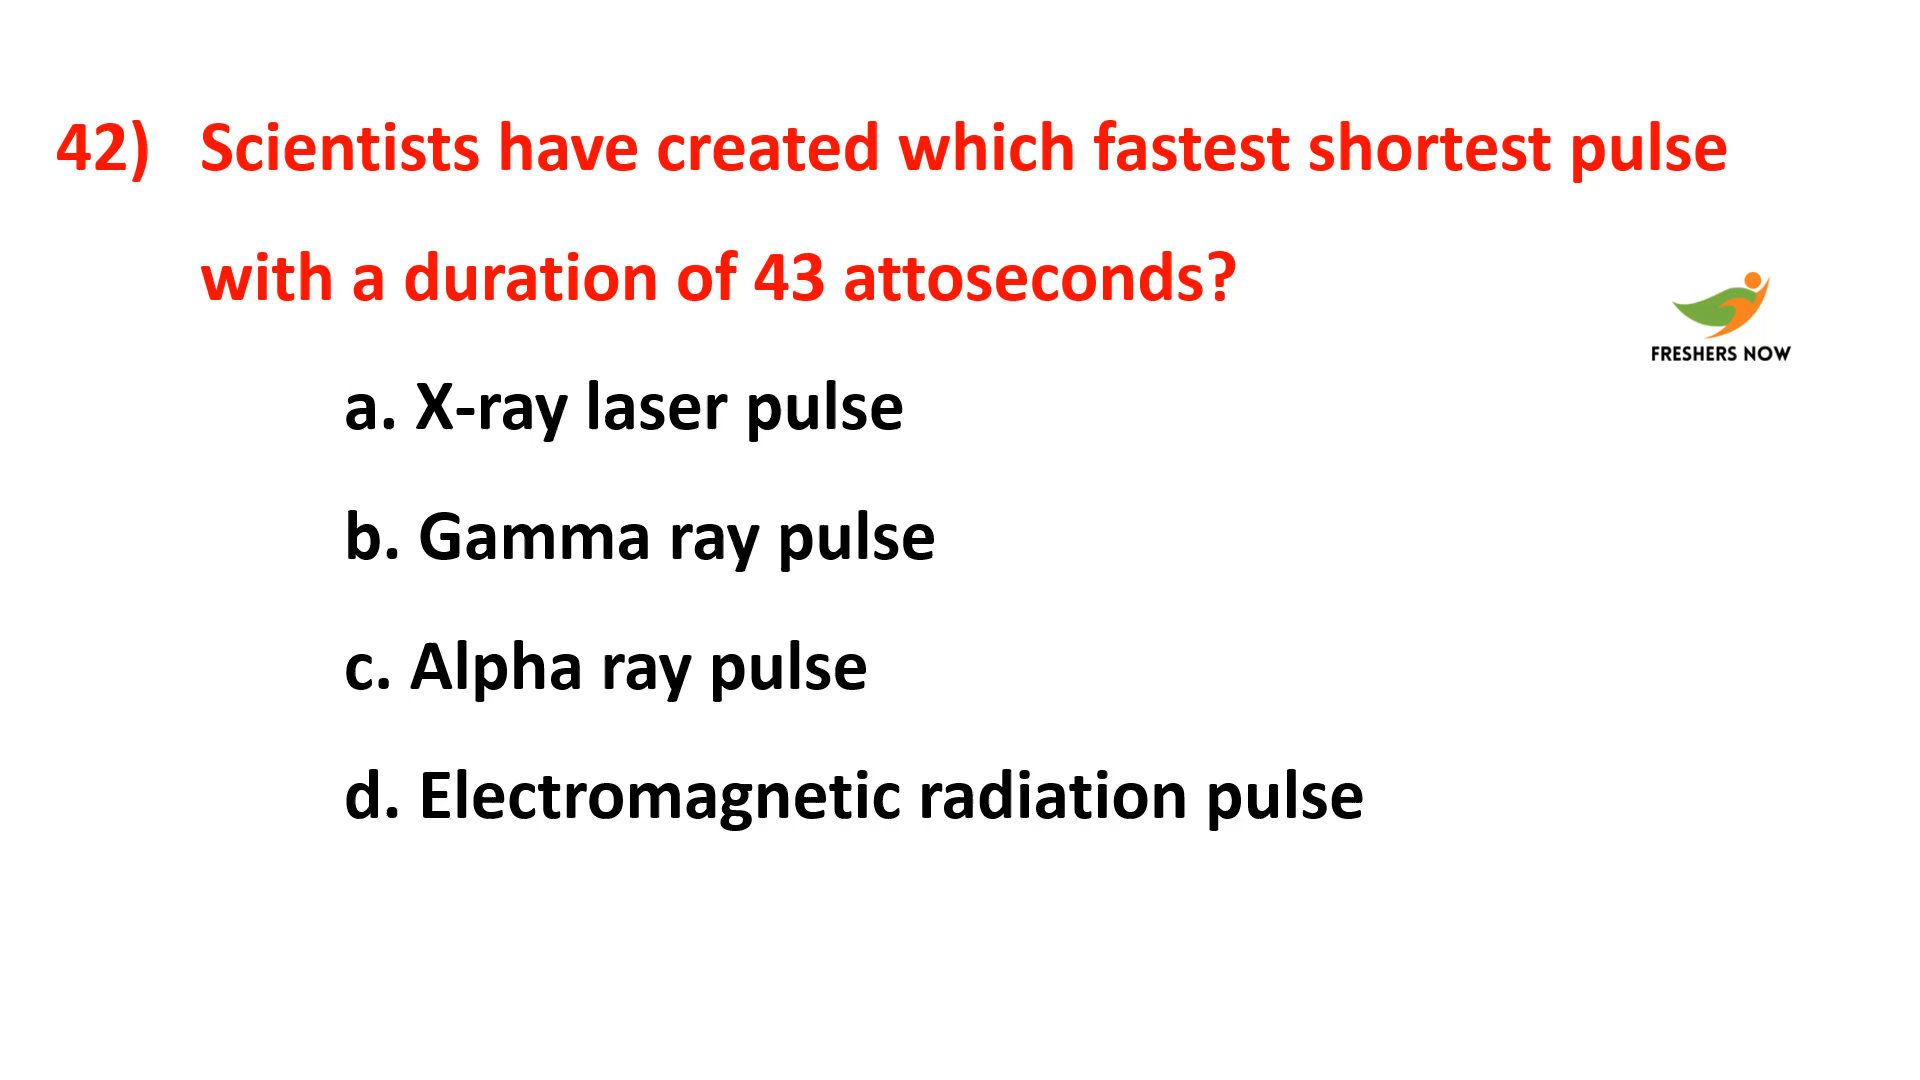 42) Scientists have created which fastest shortest pulse
with a duration of 43 attoseconds?
FRESHERS NOW
a. X-ray laser pulse
b. Gamma ray pulse
c. Alpha ray pulse
d. Electromagnetic radiation pulse